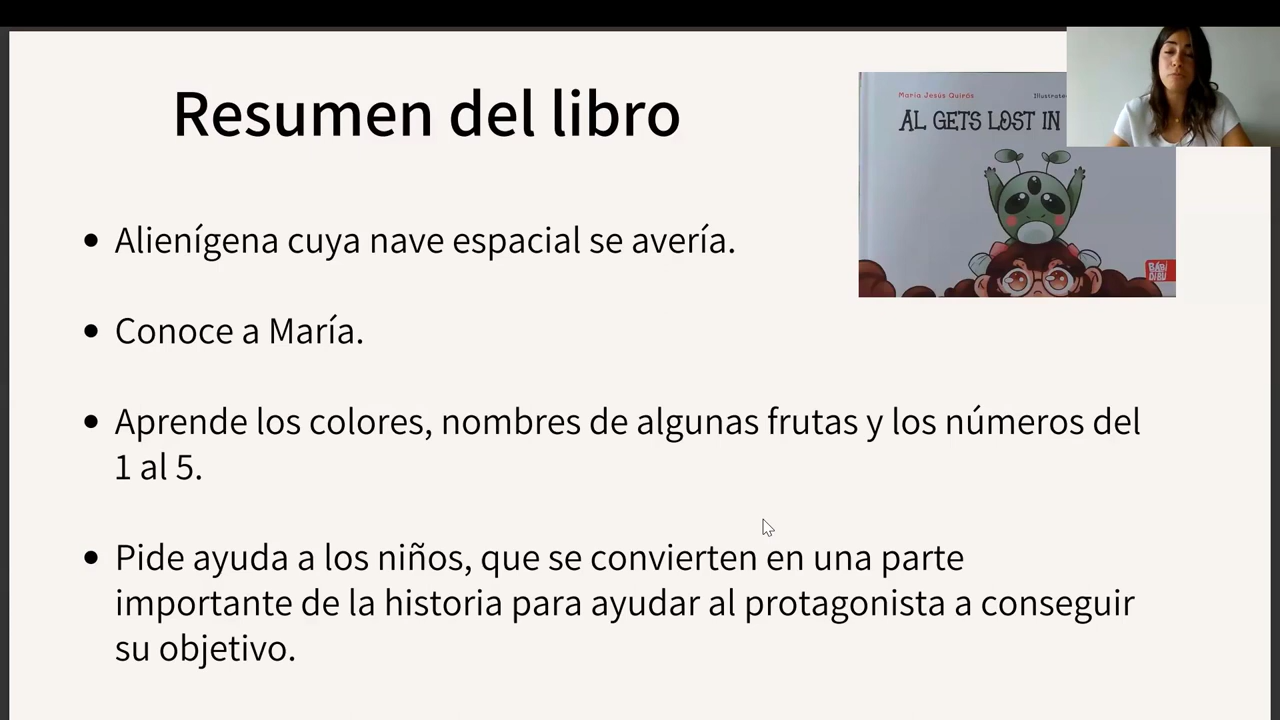 Resumen del libro
María Jesús Quirós
AL GETS LOST IN
BABI
DIBU
• Alienígena cuya nave espacial se avería.
• Conoce a María.
• Aprende los colores, nombres de algunas frutas y los números del
1 al 5.
• Pide ayuda a los niños, que se convierten en una parte
importante de la historia para ayudar al protagonista a conseguir
su objetivo.